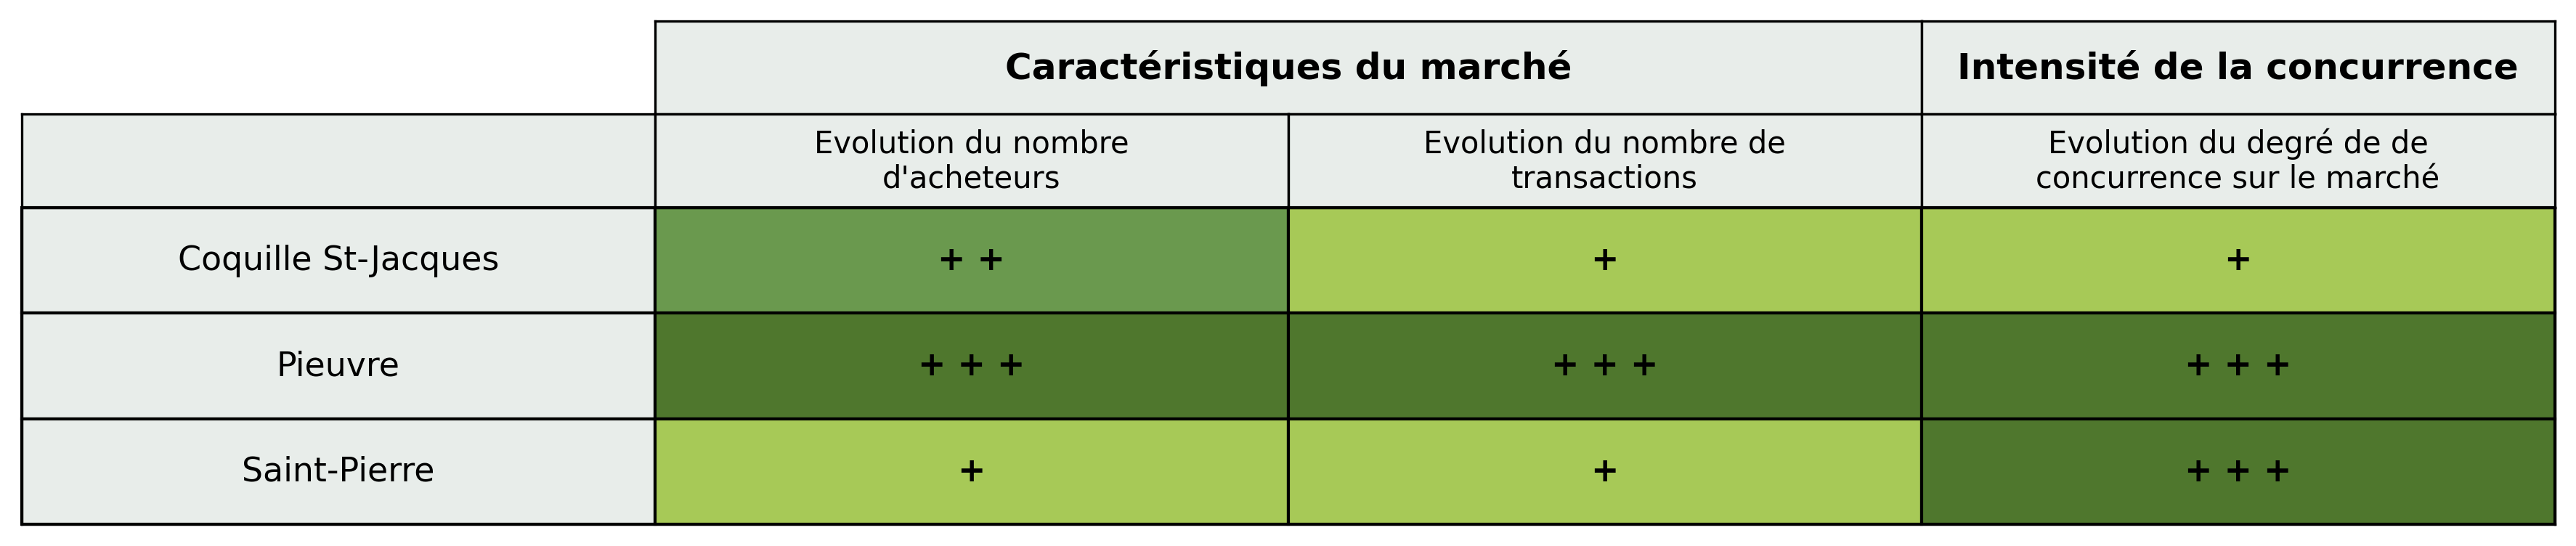 Caractéristiques du marché
Intensité de la concurrence
Evolution du nombre
d'acheteurs
Evolution du nombre de
transactions
Evolution du degré de de
concurrence sur le marché
Coquille St-Jacques
+ +
+
+
Pieuvre
+ + +
+ + +
+ + +
Saint-Pierre
+
+
+ + +